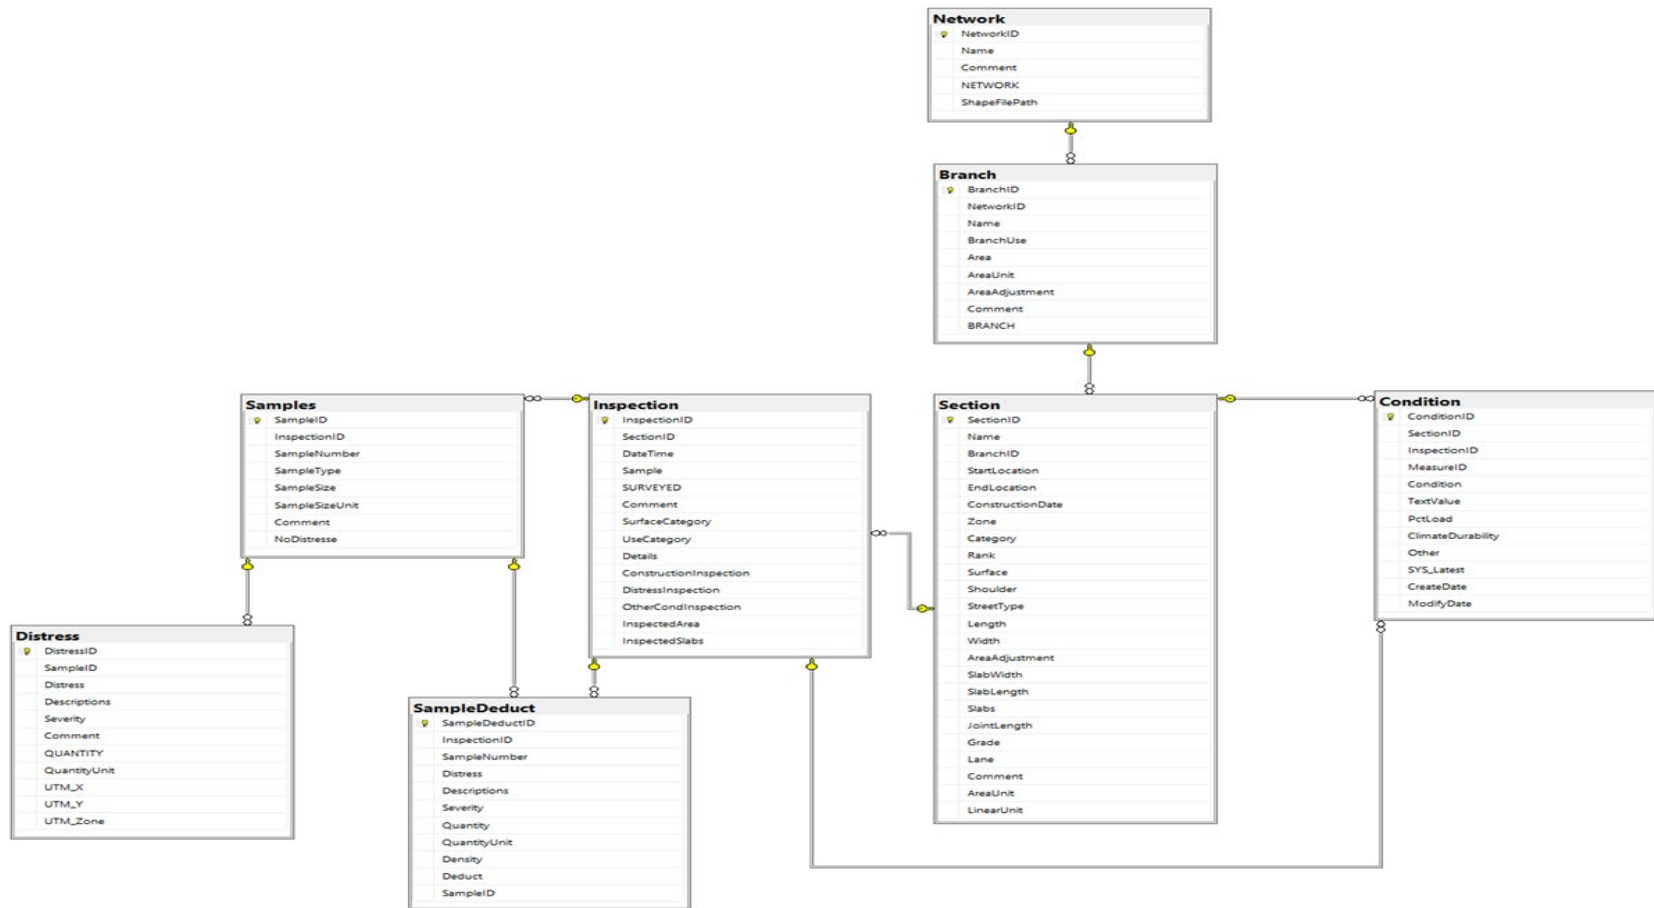 Network
NetworkID
Name
Comment
NETWORK
ShapeFilePath
Branch
BranchID
NetworkID
Name
BranchUse
Area
AreaUnit
AreaAdjustment
Comment
BRANCH
Samples
SampleID
InspectionID
SampleNumber
SampleType
SampleSize
SampleSizeUnit
Comment
NoDistresse
Inspection
InspectionID
SectionID
DateTime
Sample
SURVEYED
Comment
SurfaceCategory
UseCategory
Details
ConstructionInspection
DistressInspection
OtherCondInspection
InspectedArea
InspectedSlabs
Section
SectionID
Name
BranchID
StartLocation
EndLocation
ConstructionDate
Zone
Category
Rank
Surface
Shoulder
StreetType
Length
Width
AreaAdjustment
SlabWidth
SlabLength
Slabs
JointLength
Grade
Lane
Comment
AreaUnit
LinearUnit
Condition
ConditionID
SectionID
InspectionID
MeasureID
Condition
TextValue
PctLoad
ClimateDurability
Other
SYS_Latest
CreateDate
ModifyDate
Distress
DistressID
SampleID
Distress
Descriptions
Severity
Comment
QUANTITY
QuantityUnit
UTM_X
UTM_Y
UTM_Zone
SampleDeduct
SampleDeductID
InspectionID
SampleNumber
Distress
Descriptions
Severity
Quantity
QuantityUnit
Density
Deduct
SampleID